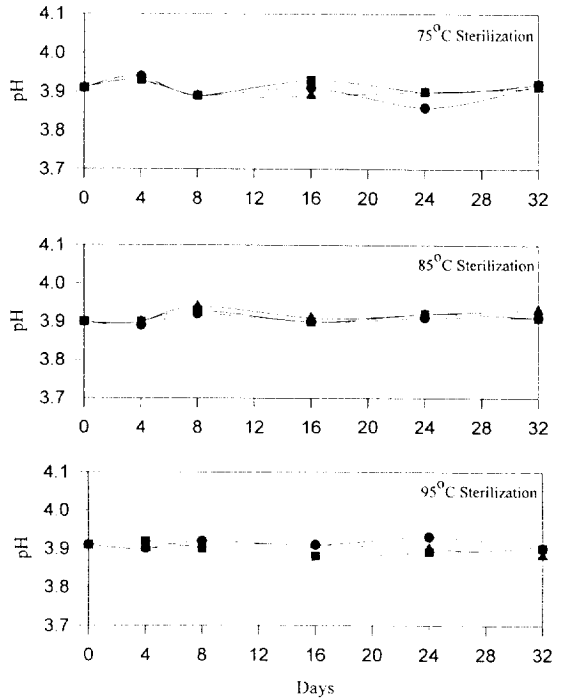 4.1
75°C Sterilization
4.0
pH
3.9
3.8
3.7
0 4 8 12 16 20 24 28 32
4.1
85°C Sterilization
4.0
pH
3.9
3.8
3.7
0 4 8 12 16 20 24 28 32
4.1
95°C Sterilization
4.0
pH
3.9
3.8
3.7
0 4 8 12 16 20 24 28 32
Days